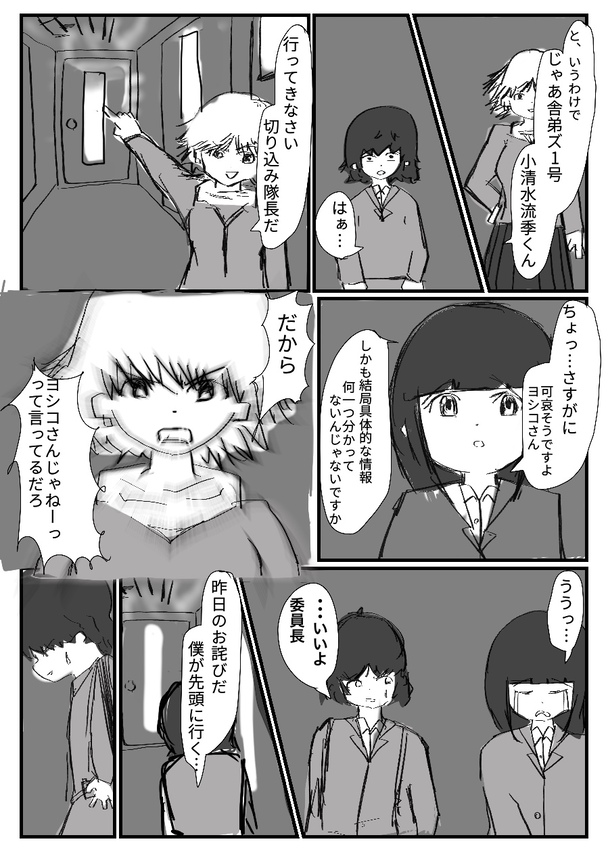 と、いうわけで
じゃあ舎弟ズ１号
小清水流季くん
はぁ…
行ってきなさい
切り込み隊長だ
ちょっ…さすがに
可哀そうですよ
ヨシコさん
しかも結局具体的な情報
何一つ分かって
ないんじゃないですか
だから
ヨシコさんじゃねーっ
って言ってるだろ
ううっ…
…いいよ
委員長
昨日のお詫びだ
僕が先頭に行く…